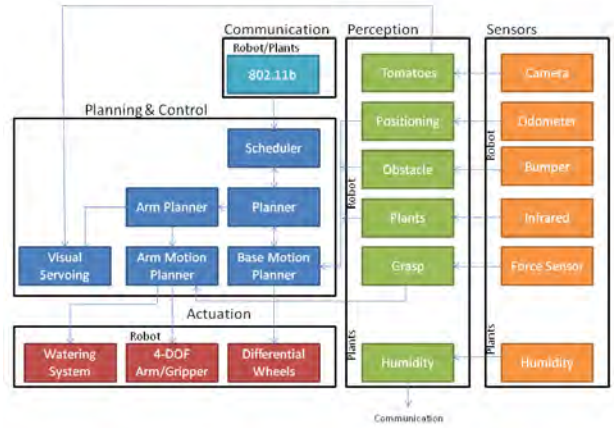 Communication
Perception
Sensors
Robot/Plants
802.11b
Tomatoes
Camera
Planning & Control
Positioning
Odometer
Scheduler
Robot
Robot
Obstacle
Bumper
Arm Planner
Planner
Plants
Infrared
Visual
Servoing
Arm Motion
Planner
Base Motion
Planner
Grasp
Force Sensor
Actuation
Robot
Watering
System
4-DOF
Arm/Gripper
Differential
Wheels
Plants
Humidity
Plants
Humidity
Communication